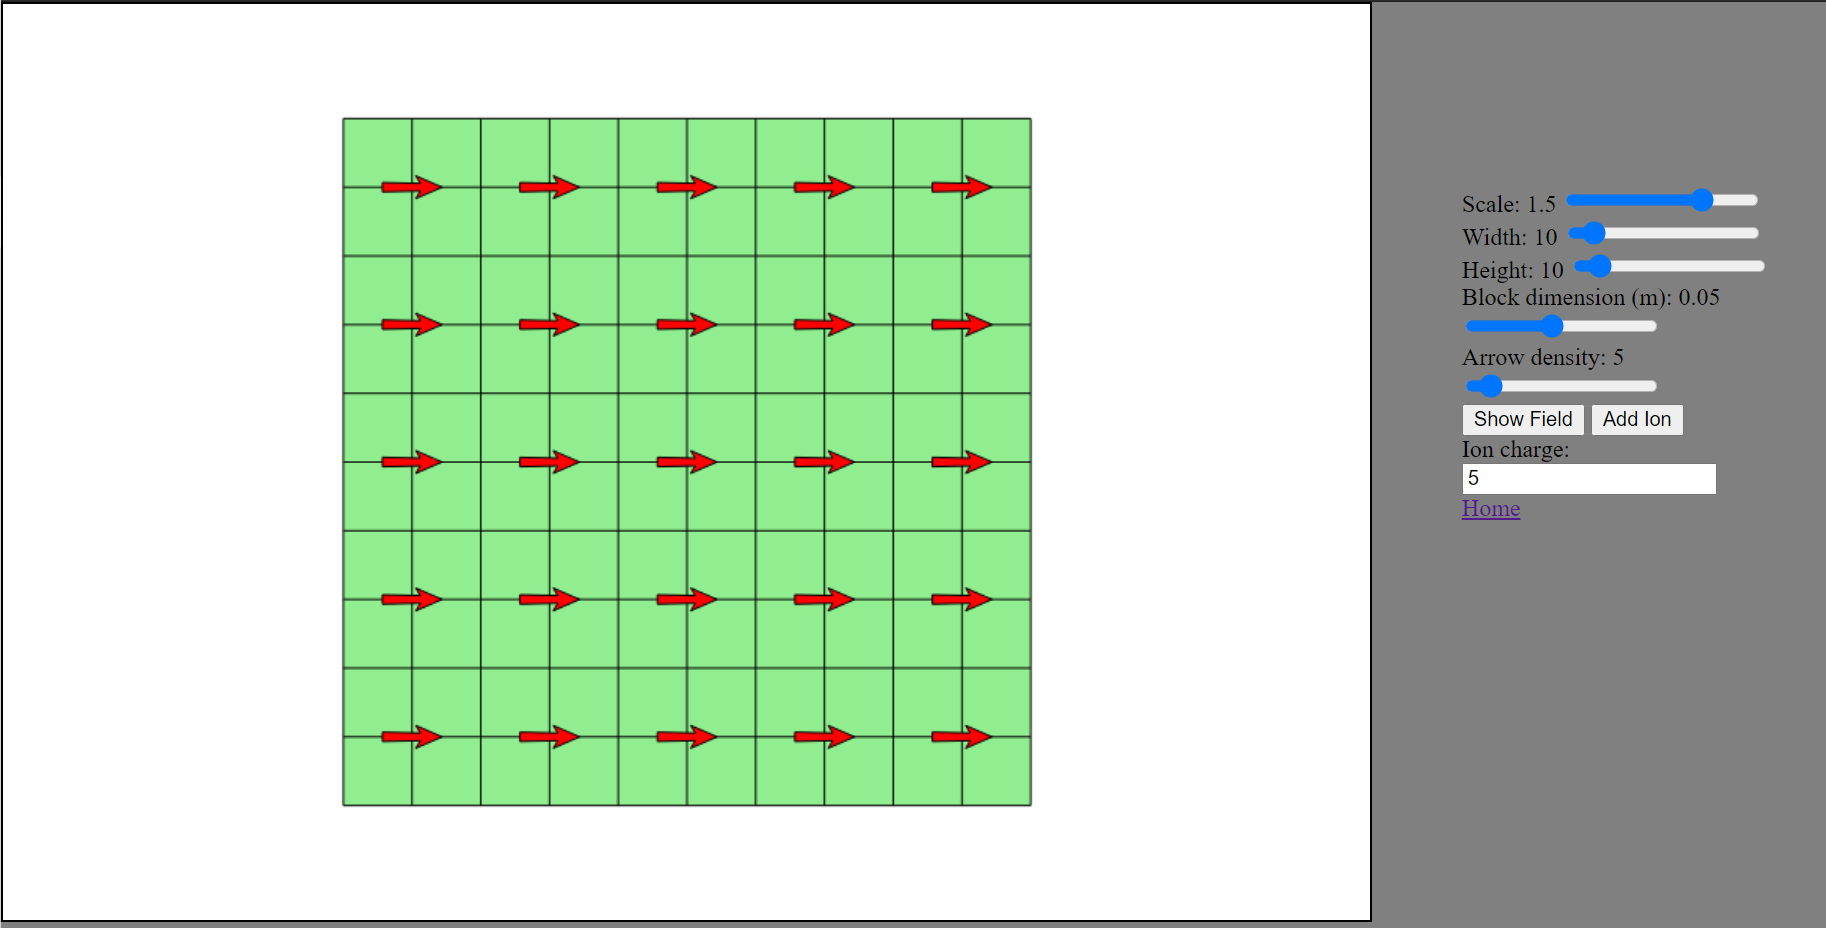 Scale: 1.5
Width: 10
Height: 10
Block dimension (m): 0.05
Arrow density: 5
Show Field Add Ion
Ion charge:
5
Home